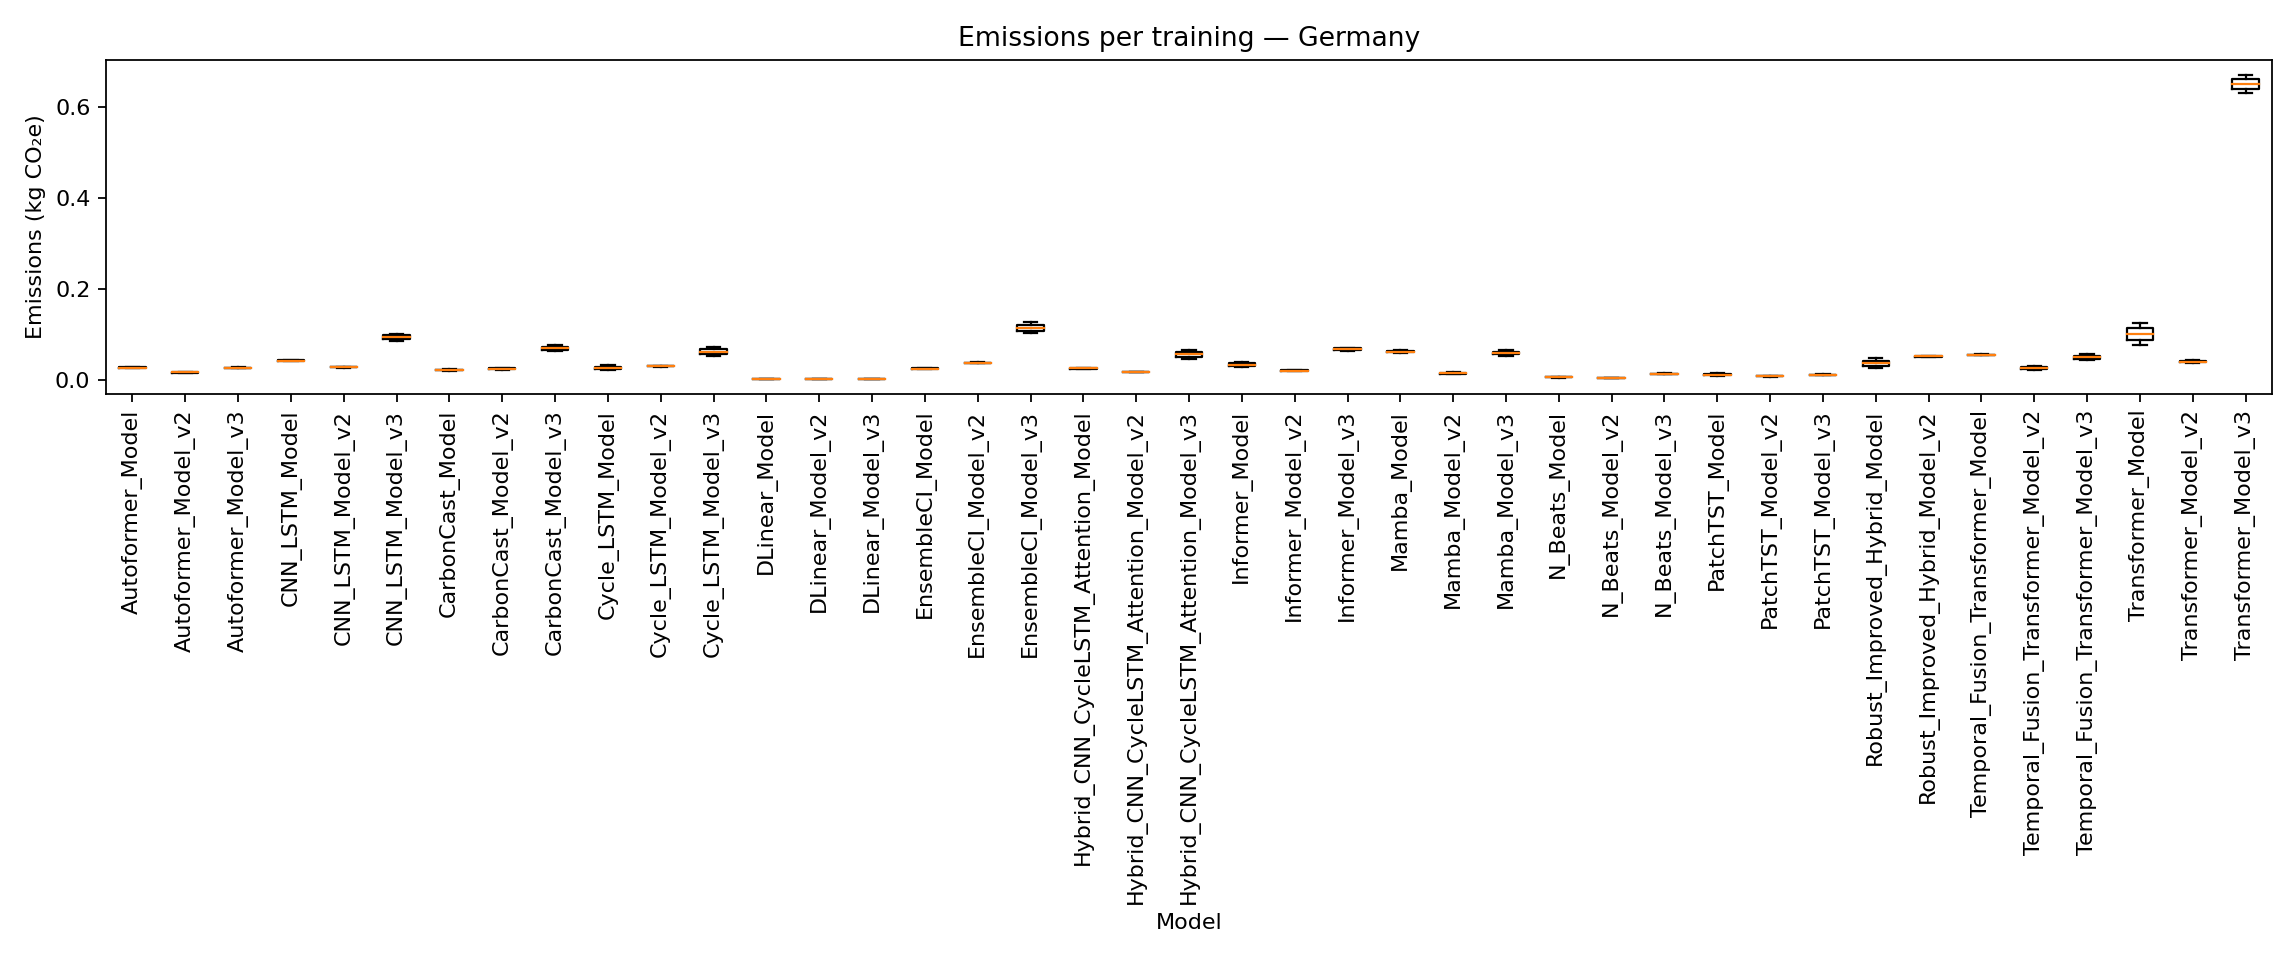 Emissions per training — Germany
Emissions (kg CO₂e)
0.6
0.4
0.2
0.0
Autoformer_Model
Autoformer_Model_v2
Autoformer_Model_v3
CNN_LSTM_Model
CNN_LSTM_Model_v2
CNN_LSTM_Model_v3
CarbonCast_Model
CarbonCast_Model_v2
CarbonCast_Model_v3
Cycle_LSTM_Model
Cycle_LSTM_Model_v2
Cycle_LSTM_Model_v3
DLinear_Model
DLinear_Model_v2
DLinear_Model_v3
EnsembleCI_Model
EnsembleCI_Model_v2
EnsembleCI_Model_v3
Hybrid_CNN_CycleLSTM_Attention_Model
Hybrid_CNN_CycleLSTM_Attention_Model_v2
Hybrid_CNN_CycleLSTM_Attention_Model_v3
Informer_Model
Informer_Model_v2
Informer_Model_v3
Mamba_Model
Mamba_Model_v2
Mamba_Model_v3
N_Beats_Model
N_Beats_Model_v2
N_Beats_Model_v3
PatchTST_Model
PatchTST_Model_v2
PatchTST_Model_v3
Robust_Improved_Hybrid_Model
Robust_Improved_Hybrid_Model_v2
Temporal_Fusion_Transformer_Model
Temporal_Fusion_Transformer_Model_v2
Temporal_Fusion_Transformer_Model_v3
Transformer_Model
Transformer_Model_v2
Transformer_Model_v3
Model